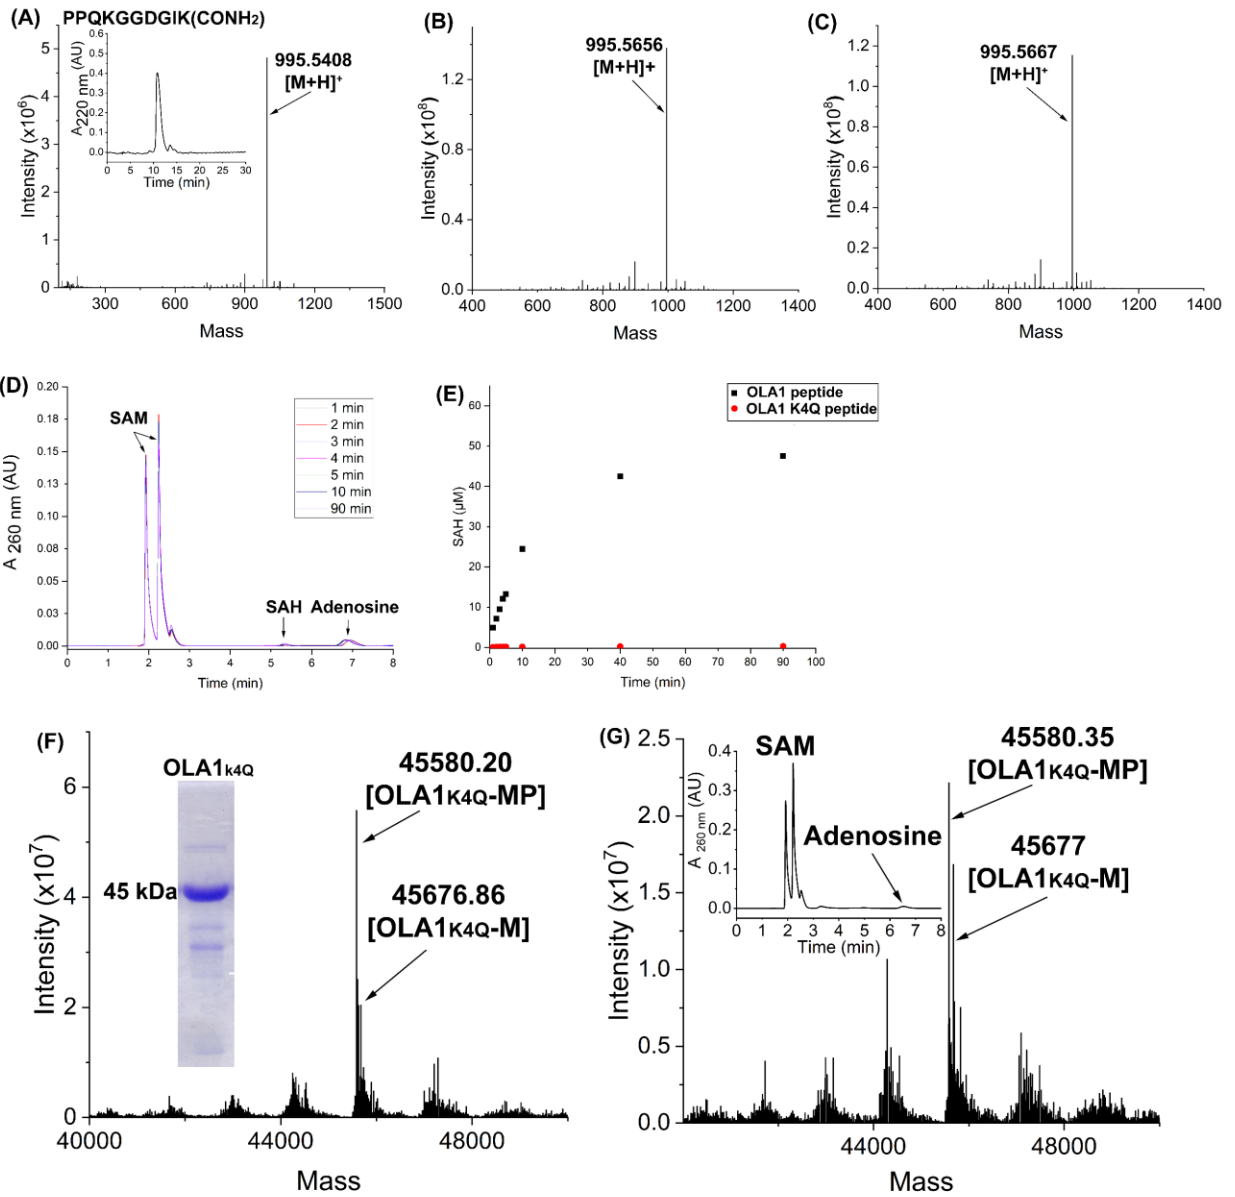 (A)
PPQKGGDGIK(CONH2)
Intensity (x10^6)
5
4
3
2
1
0
300
600
900
1200
1500
Mass
995.5408
[M+H]+
A220 nm (AU)
0.6
0.5
0.4
0.3
0.2
0.1
0.0
0
5
10
15
20
25
30
Time (min)
(B)
Intensity (x10^8)
1.2
0.8
0.4
0.0
400
600
800
1000
1200
1400
Mass
995.5656
[M+H]+
(C)
Intensity (x10^8)
1.2
1.0
0.8
0.6
0.4
0.2
0.0
400
600
800
1000
1200
1400
Mass
995.5667
[M+H]+
(D)
A 260 nm (AU)
0.20
0.18
0.15
0.13
0.10
0.08
0.05
0.03
0.00
0
1
2
3
4
5
6
7
8
Time (min)
SAM
SAH
Adenosine
1 min
2 min
3 min
4 min
5 min
10 min
90 min
(E)
OLA1 peptide
OLA1 K4Q peptide
SAH (μM)
60
50
40
30
20
10
0
0
10
20
30
40
50
60
70
80
90
100
Time (min)
(F)
OLA1k4Q
45 kDa
45580.20
[OLA1K4Q-MP]
45676.86
[OLA1K4Q-M]
Intensity (x10^7)
6
4
2
0
40000
44000
48000
Mass
(G)
Intensity (x10^7)
2.5
2.0
1.5
1.0
0.5
0.0
44000
48000
Mass
45580.35
[OLA1K4Q-MP]
45677
[OLA1K4Q-M]
SAM
Adenosine
A 260 nm (AU)
0.4
0.3
0.2
0.1
0.0
0
1
2
3
4
5
6
7
8
Time (min)